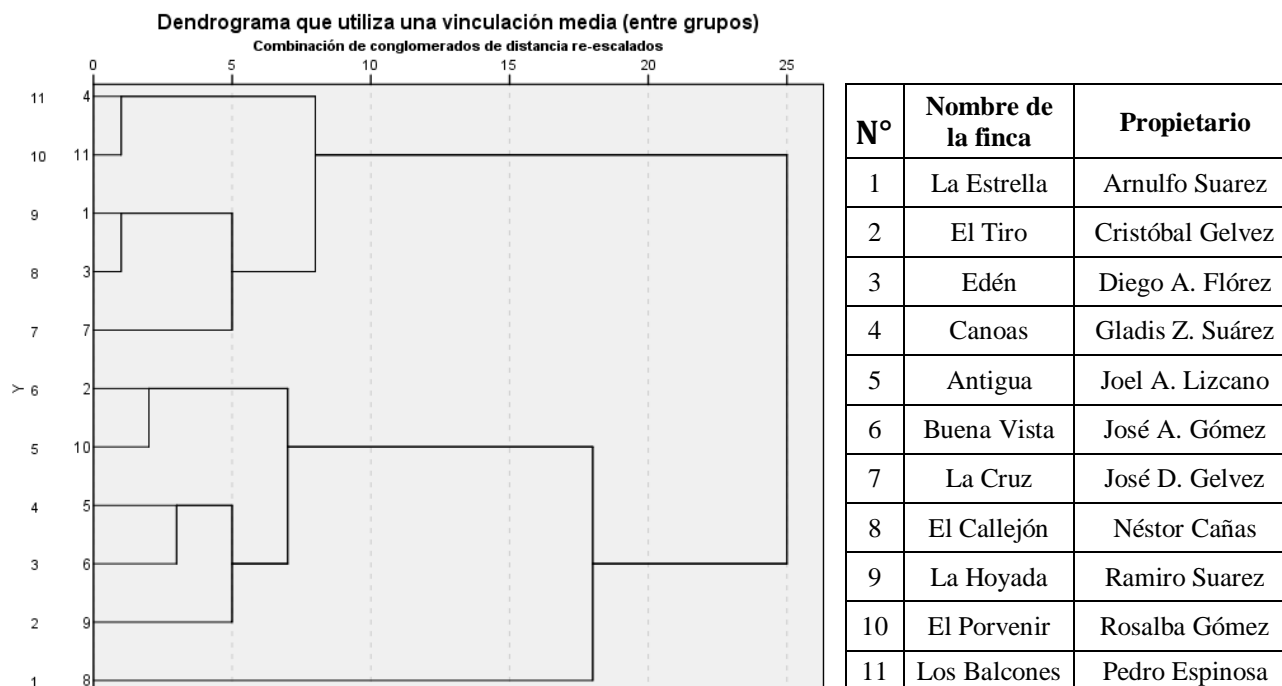 Dendrograma que utiliza una vinculación media (entre grupos)
Combinación de conglomerados de distancia re-escalados
0 5 10 15 20 25
11 4
10 11
9 1
8 3
7 7
Y 6 2
5 10
4 5
3 6
2 9
1 8
N° Nombre de la finca Propietario
1 La Estrella Arnulfo Suarez
2 El Tiro Cristóbal Gelvez
3 Edén Diego A. Flórez
4 Canoas Gladis Z. Suárez
5 Antigua Joel A. Lizcano
6 Buena Vista José A. Gómez
7 La Cruz José D. Gelvez
8 El Callejón Néstor Cañas
9 La Hoyada Ramiro Suarez
10 El Porvenir Rosalba Gómez
11 Los Balcones Pedro Espinosa